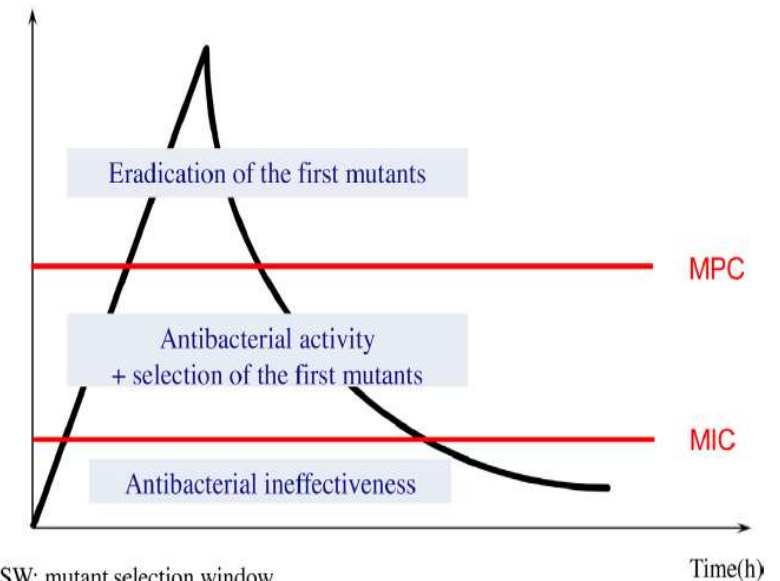 Eradication of the first mutants
MPC
Antibacterial activity
+ selection of the first mutants
MIC
Antibacterial ineffectiveness
Time(h)
SW: mutant selection window